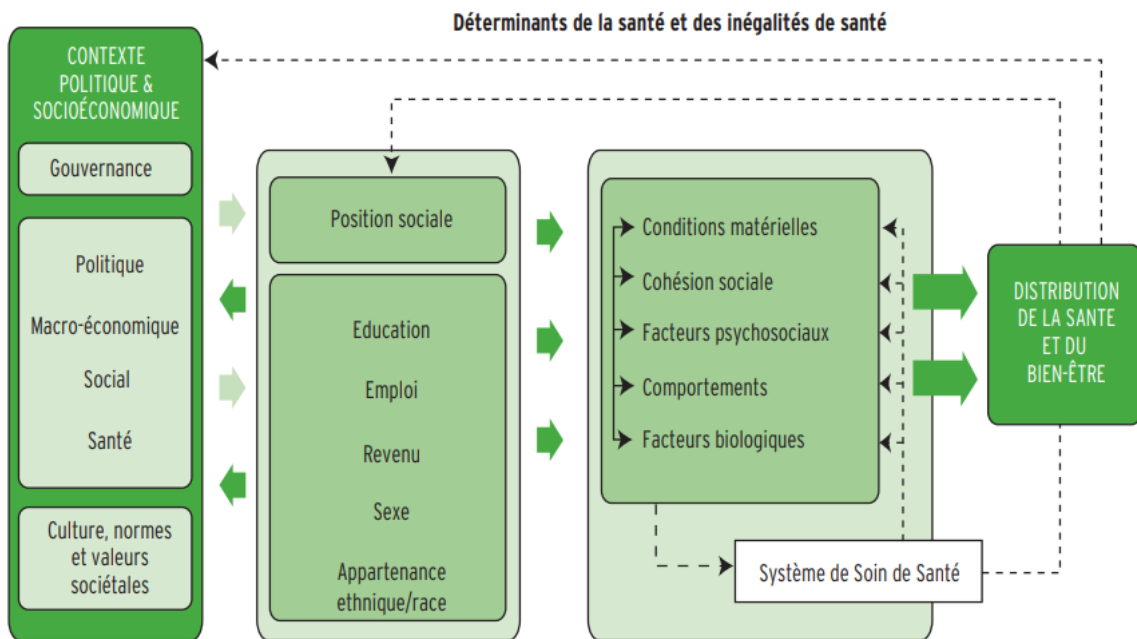 Déterminants de la santé et des inégalités de santé
CONTEXTE
POLITIQUE &
SOCIOÉCONOMIQUE
Gouvernance
Politique
Macro-économique
Social
Santé
Culture, normes
et valeurs
sociétales
Position sociale
Education
Emploi
Revenu
Sexe
Appartenance
ethnique/race
Conditions matérielles
Cohésion sociale
Facteurs psychosociaux
Comportements
Facteurs biologiques
Système de Soin de Santé
DISTRIBUTION
DE LA SANTE
ET DU
BIEN-ÊTRE